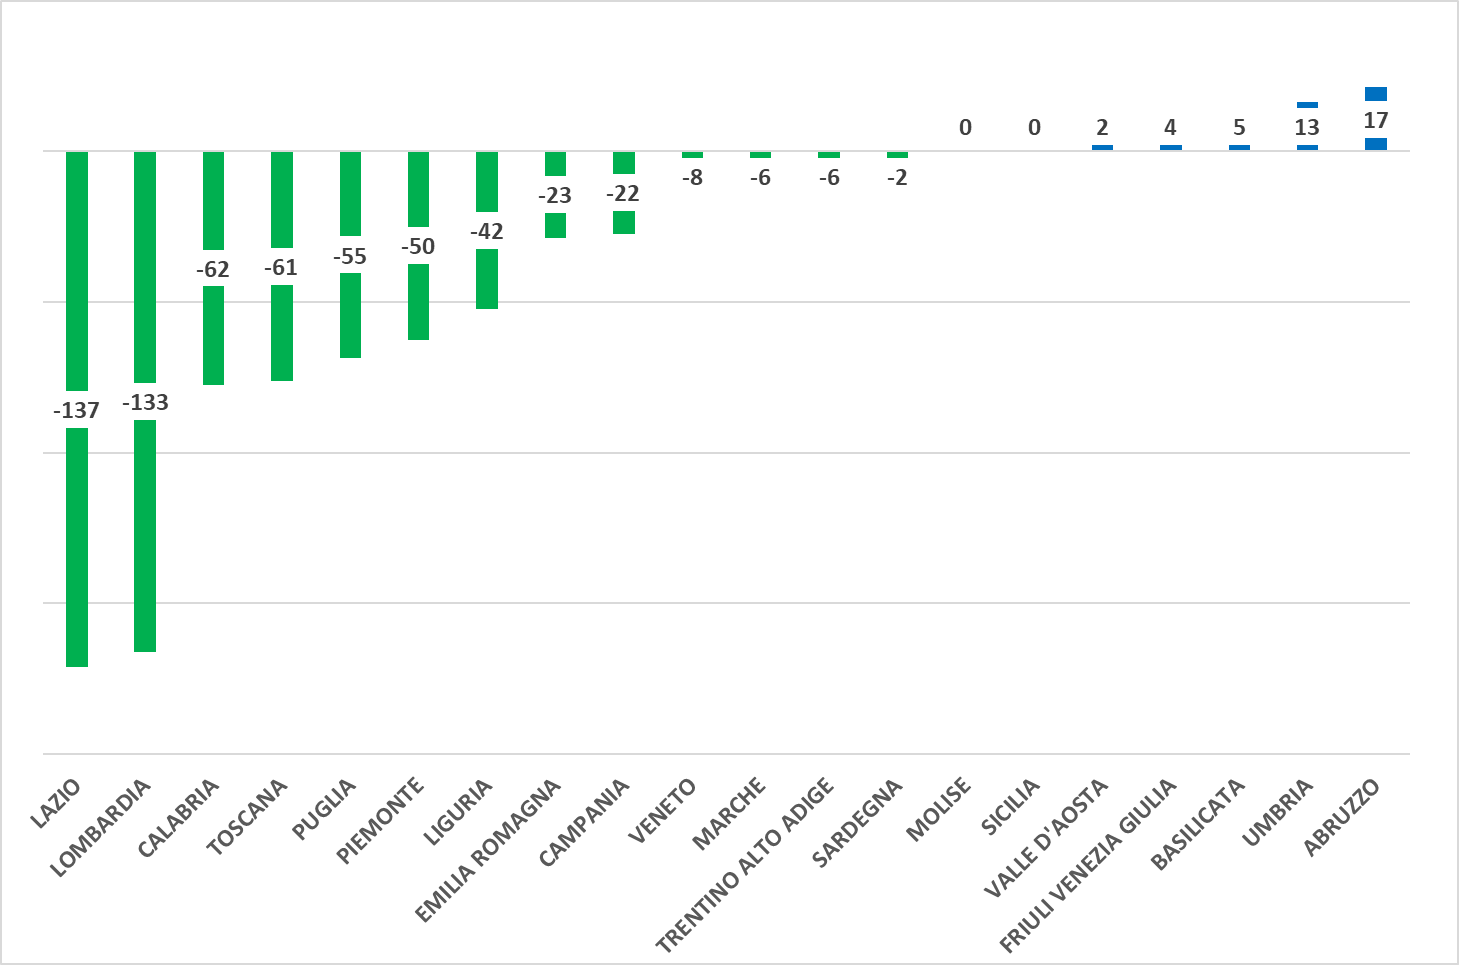 -137
-133
-62
-61
-55
-50
-42
-23
-22
-8
-6
-6
-2
0
0
2
4
5
13
17
LAZIO
LOMBARDIA
CALABRIA
TOSCANA
PUGLIA
PIEMONTE
LIGURIA
EMILIA ROMAGNA
CAMPANIA
VENETO
MARCHE
TRENTINO ALTO ADIGE
SARDEGNA
MOLISE
SICILIA
VALLE D'AOSTA
FRIULI VENEZIA GIULIA
BASILICATA
UMBRIA
ABRUZZO